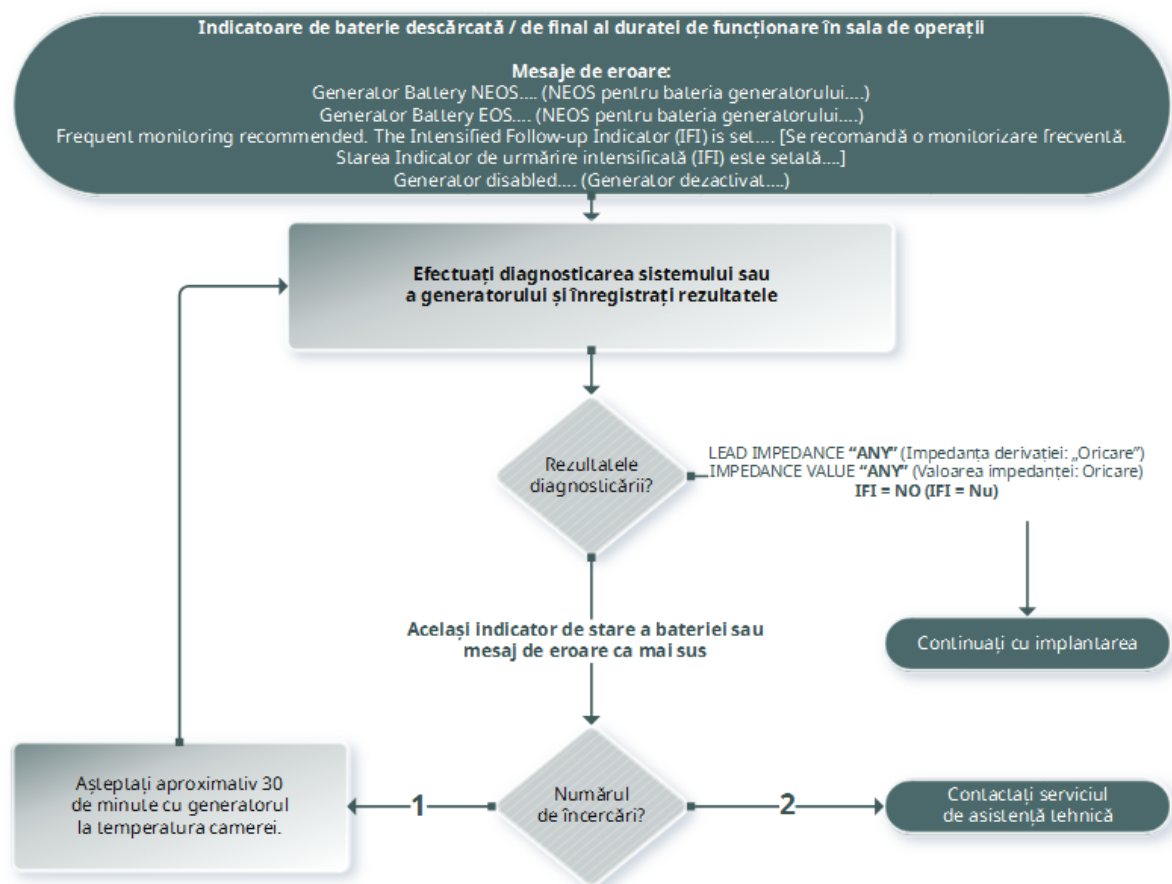 Indicatoare de baterie descărcată / de final al duratei de funcționare în sala de operații
Mesaje de eroare:
Generator Battery NEOS.... (NEOS pentru bateria generatorului....)
Generator Battery EOS.... (NEOS pentru bateria generatorului....)
Frequent monitoring recommended. The Intensified Follow-up Indicator (IFI) is set.... [Se recomandă o monitorizare frecventă.
Starea Indicator de urmărire intensificată (IFI) este setată....]
Generator disabled.... (Generator dezactivat....)
Efectuați diagnosticarea sistemului sau
a generatorului și înregistrați rezultatele
Rezultatele
diagnosticării?
LEAD IMPEDANCE “ANY” (Impedanța derivației: „Oricare”)
IMPEDANCE VALUE “ANY” (Valoarea impedanței: Oricare)
IFI = NO (IFI = Nu)
Continuați cu implantarea
Același indicator de stare a bateriei sau
mesaj de eroare ca mai sus
Așteptați aproximativ 30
de minute cu generatorul
la temperatura camerei.
1
Numărul
de încercări?
2
Contactați serviciul
de asistență tehnică